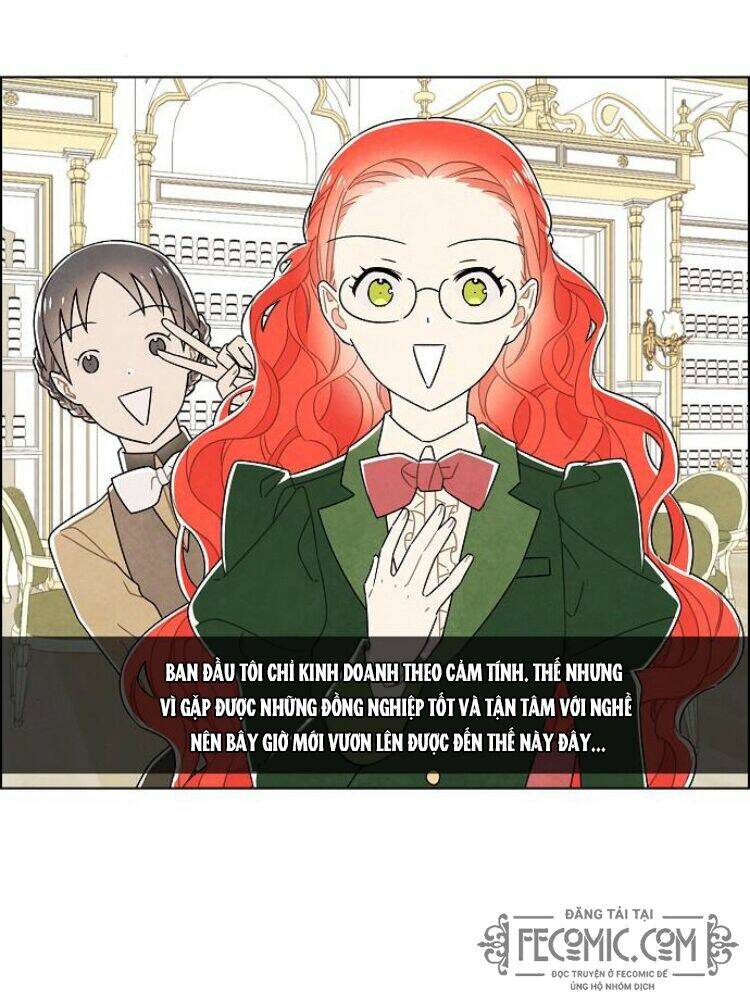 BAN ĐẦU TÔI CHỈ KINH DOANH THEO CẢM TÍNH, THẾ NHƯNG
VÌ GẶP ĐƯỢC NHỮNG ĐỒNG NGHIỆP TỐT VÀ TẬN TÂM VỚI NGHỀ
NÊN BÂY GIỜ MỚI VƯƠN LÊN ĐƯỢC ĐẾN THẾ NÀY ĐÂY...
ĐĂNG TẢI TẠI
FECOMIC.COM
ĐỌC TRUYỆN Ở FECOMIC ĐỂ
ỦNG HỘ NHÓM DỊCH